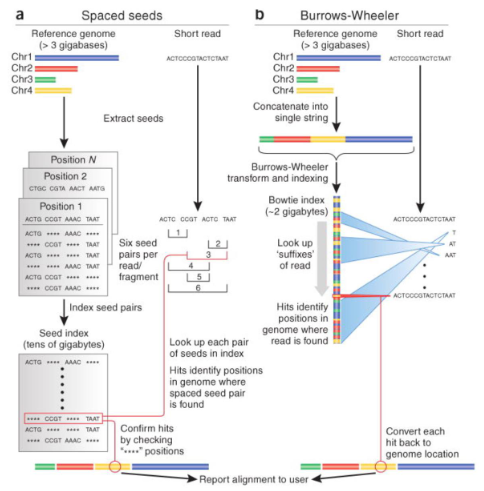 a
Spaced seeds
Reference genome
(> 3 gigabases)
Short read
Chr1
Chr2
Chr3
Chr4
ACTCCCGTACTCTAAT
Extract seeds
Position N
Position 2
CTGC CGTA AACT AATG
Position 1
ACTG CCGT AAAC TAAT
ACTG **** AAAC ****
**** CCGT **** TAAT
ACTG **** **** TAAT
**** CCGT AAAC ****
ACTG CCGT **** ****
**** **** AAAC TAAT
ACTC CCGT ACTC TAAT
1
2
3
4
5
6
Six seed
pairs per
read/
fragment
Index seed pairs
Seed index
(tens of gigabytes)
ACTG **** AAAC ****
**** CCGT **** TAAT
ACTG **** **** TAAT
**** CCGT AAAC ****
Look up each pair
of seeds in index
Hits identify positions
in genome where
spaced seed pair
is found
Confirm hits
by checking
"****" positions
b
Burrows-Wheeler
Reference genome
(> 3 gigabases)
Short read
Chr1
Chr2
Chr3
Chr4
ACTCCCGTACTCTAAT
Concatenate into
single string
Burrows-Wheeler
transform and indexing
Bowtie index
(~2 gigabytes)
ACTCCCGTACTCTAAT
T
AT
AAT
Look up
'suffixes'
of read
ACTCCCGTACTCTAAT
Hits identify
positions in
genome where
read is found
Convert each
hit back to
genome location
Report alignment to user